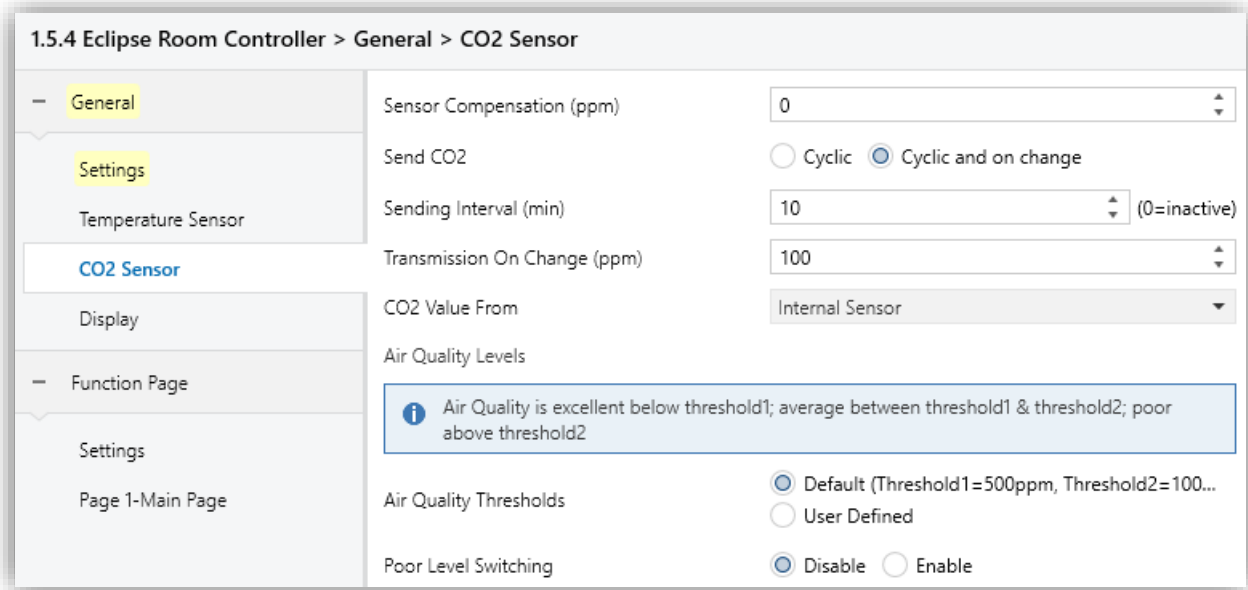 1.5.4 Eclipse Room Controller > General > CO2 Sensor
General
Settings
Temperature Sensor
CO2 Sensor
Display
Function Page
Settings
Page 1-Main Page
Sensor Compensation (ppm) 0
Send CO2 Cyclic Cyclic and on change
Sending Interval (min) 10 (0=inactive)
Transmission On Change (ppm) 100
CO2 Value From Internal Sensor
Air Quality Levels
Air Quality is excellent below threshold1; average between threshold1 & threshold2; poor
above threshold2
Air Quality Thresholds Default (Threshold1=500ppm, Threshold2=100...
User Defined
Poor Level Switching Disable Enable